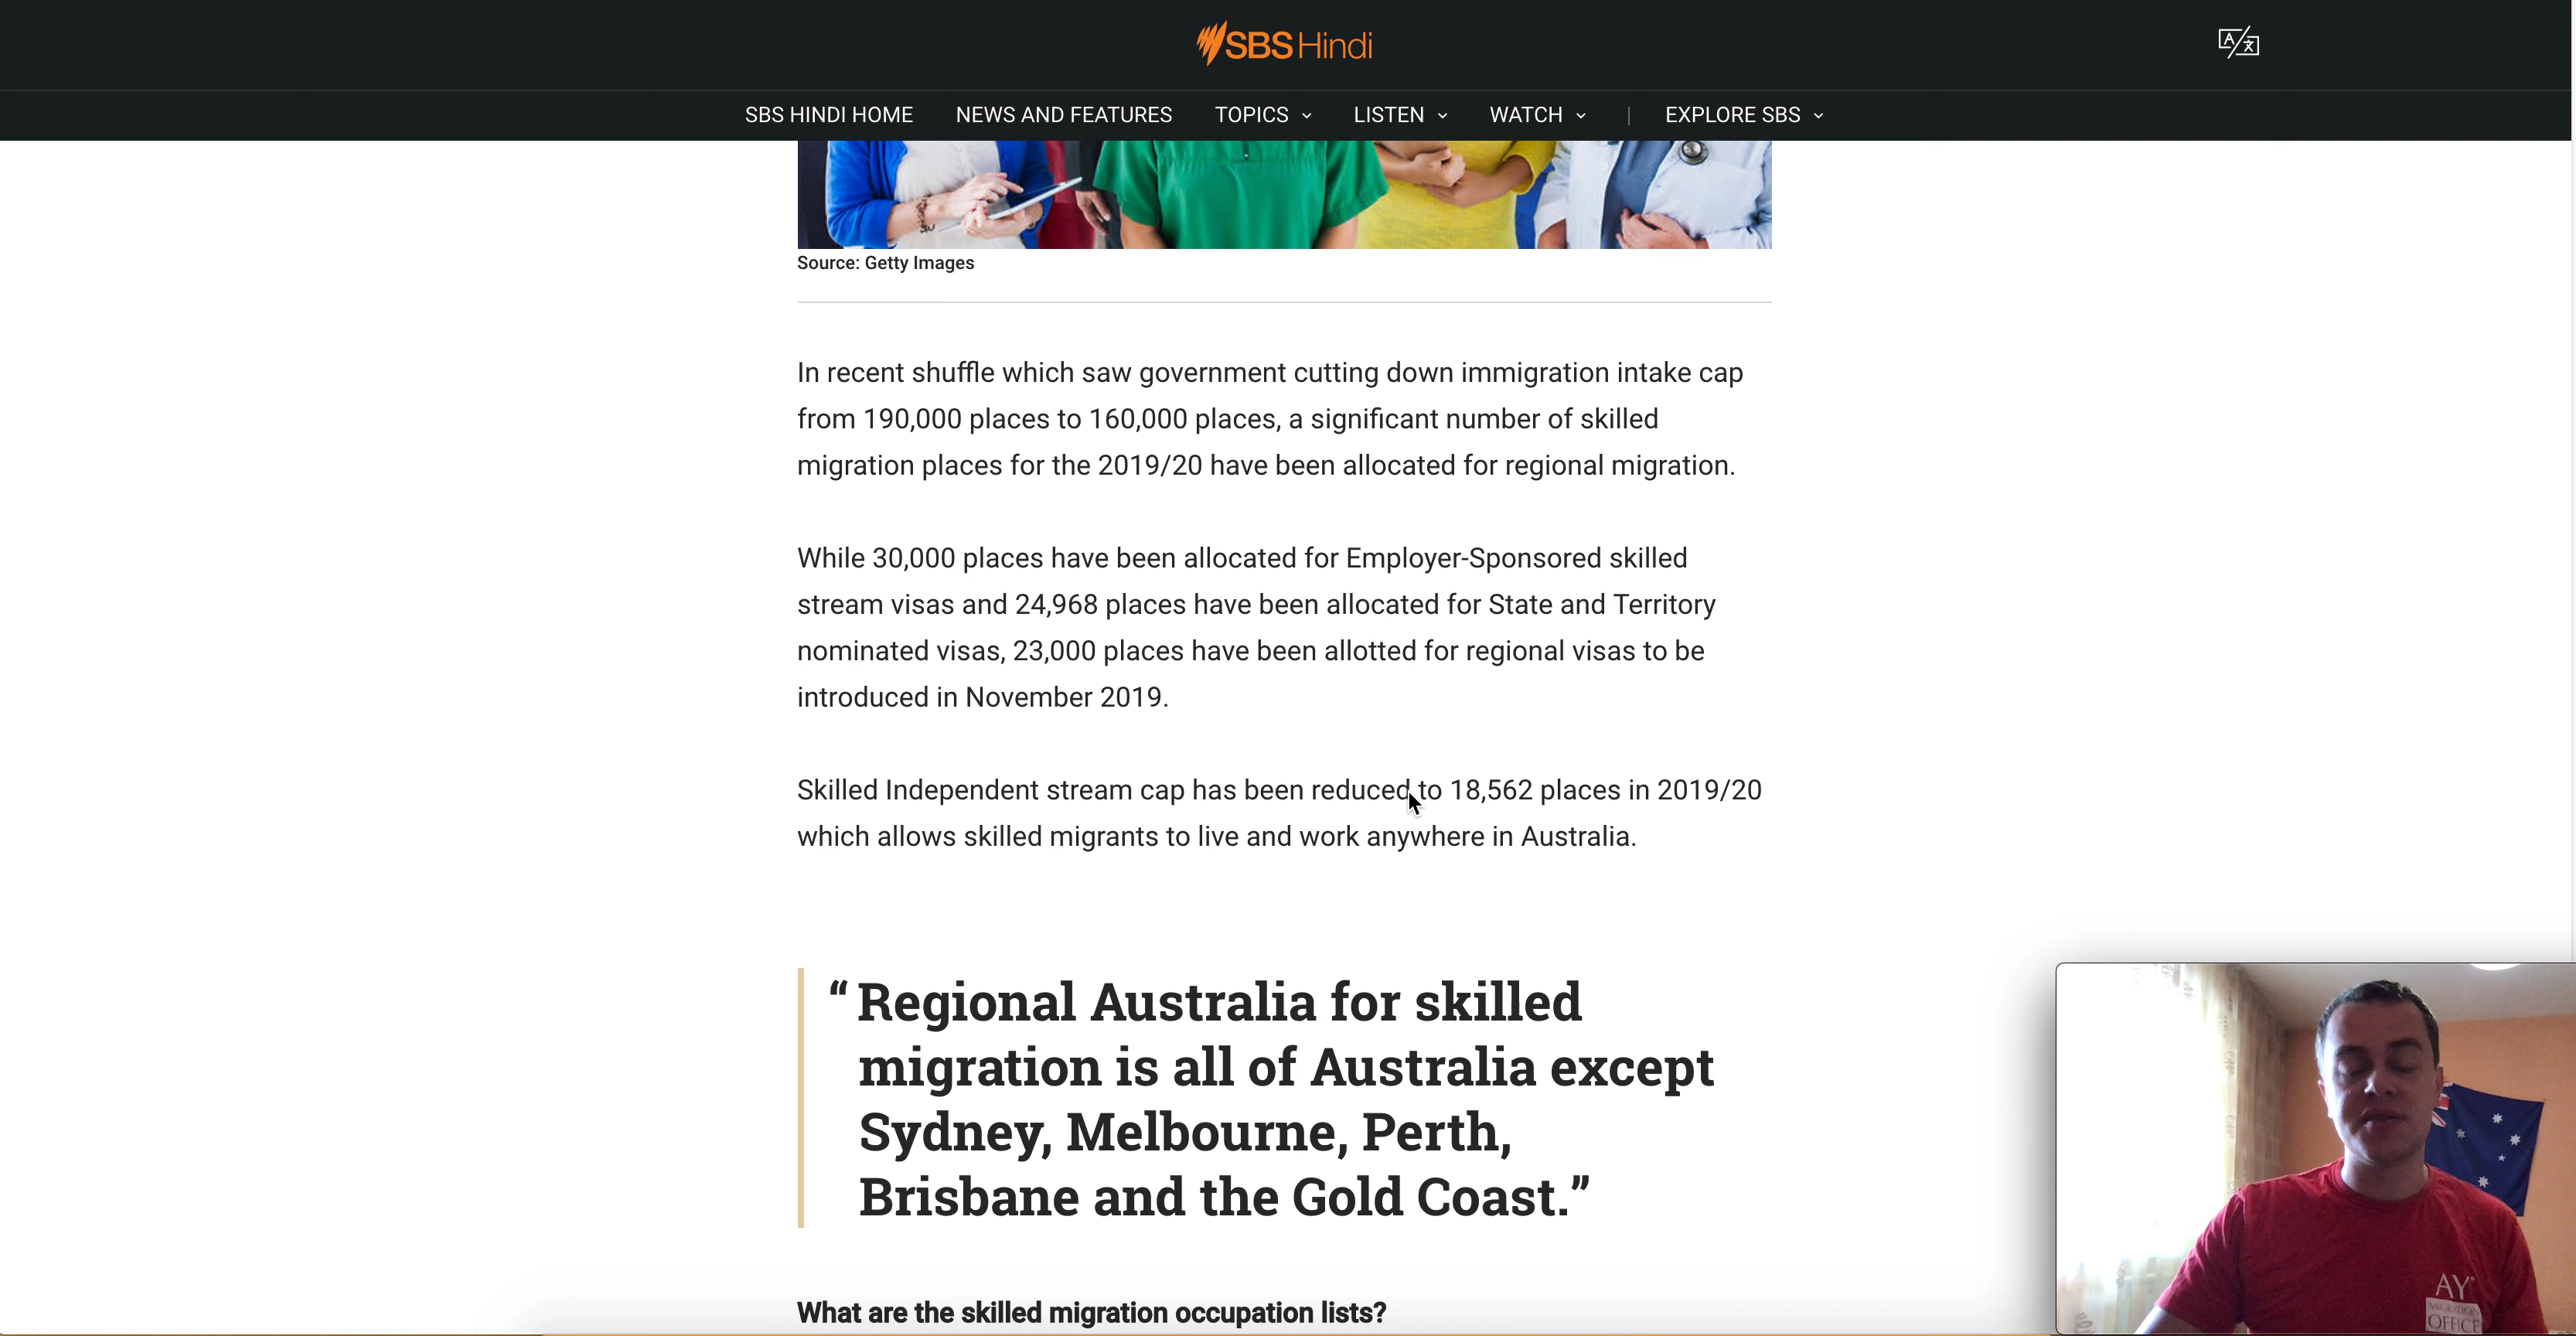 SBS Hindi
SBS HINDI HOME NEWS AND FEATURES TOPICS LISTEN WATCH | EXPLORE SBS
Source: Getty Images
In recent shuffle which saw government cutting down immigration intake cap
from 190,000 places to 160,000 places, a significant number of skilled
migration places for the 2019/20 have been allocated for regional migration.
While 30,000 places have been allocated for Employer-Sponsored skilled
stream visas and 24,968 places have been allocated for State and Territory
nominated visas, 23,000 places have been allotted for regional visas to be
introduced in November 2019.
Skilled Independent stream cap has been reduced to 18,562 places in 2019/20
which allows skilled migrants to live and work anywhere in Australia.
“ Regional Australia for skilled
migration is all of Australia except
Sydney, Melbourne, Perth,
Brisbane and the Gold Coast.”
What are the skilled migration occupation lists?
AY
MIGRATION
OFFICE